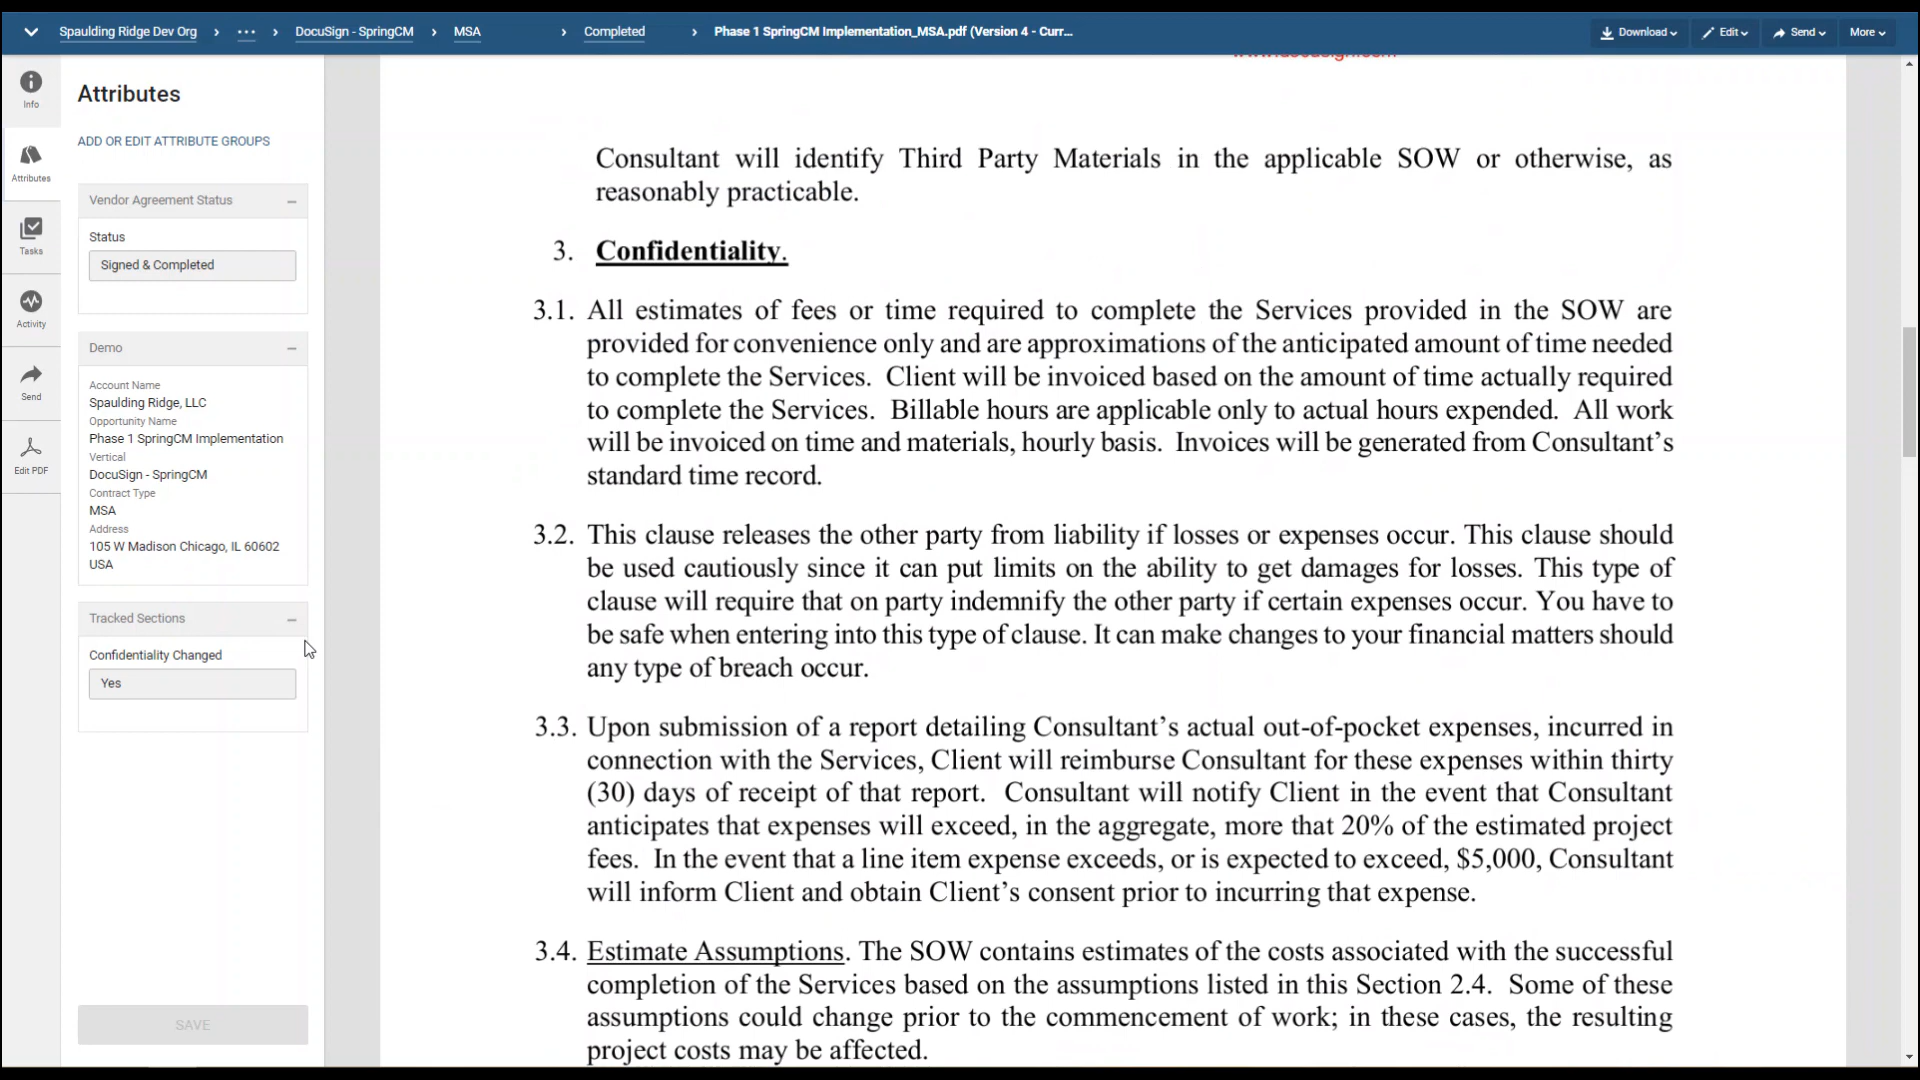 Spaulding Ridge Dev Org › ... › DocuSign - SpringCM › MSA › Completed › Phase 1 SpringCM Implementation_MSA.pdf (Version 4 - Curr...
Download
Edit
Send
More
Info
Attributes
Tasks
Activity
Send
Edit PDF
Attributes
ADD OR EDIT ATTRIBUTE GROUPS
Vendor Agreement Status
Status
Signed & Completed
Demo
Account Name
Spaulding Ridge, LLC
Opportunity Name
Phase 1 SpringCM Implementation
Vertical
DocuSign - SpringCM
Contract Type
MSA
Address
105 W Madison Chicago, IL 60602
USA
Tracked Sections
Confidentiality Changed
Yes
SAVE
Consultant will identify Third Party Materials in the applicable SOW or otherwise, as
reasonably practicable.
3. Confidentiality.
3.1. All estimates of fees or time required to complete the Services provided in the SOW are
provided for convenience only and are approximations of the anticipated amount of time needed
to complete the Services. Client will be invoiced based on the amount of time actually required
to complete the Services. Billable hours are applicable only to actual hours expended. All work
will be invoiced on time and materials, hourly basis. Invoices will be generated from Consultant's
standard time record.
3.2. This clause releases the other party from liability if losses or expenses occur. This clause should
be used cautiously since it can put limits on the ability to get damages for losses. This type of
clause will require that on party indemnify the other party if certain expenses occur. You have to
be safe when entering into this type of clause. It can make changes to your financial matters should
any type of breach occur.
3.3. Upon submission of a report detailing Consultant's actual out-of-pocket expenses, incurred in
connection with the Services, Client will reimburse Consultant for these expenses within thirty
(30) days of receipt of that report. Consultant will notify Client in the event that Consultant
anticipates that expenses will exceed, in the aggregate, more that 20% of the estimated project
fees. In the event that a line item expense exceeds, or is expected to exceed, $5,000, Consultant
will inform Client and obtain Client's consent prior to incurring that expense.
3.4. Estimate Assumptions. The SOW contains estimates of the costs associated with the successful
completion of the Services based on the assumptions listed in this Section 2.4. Some of these
assumptions could change prior to the commencement of work; in these cases, the resulting
project costs may be affected.